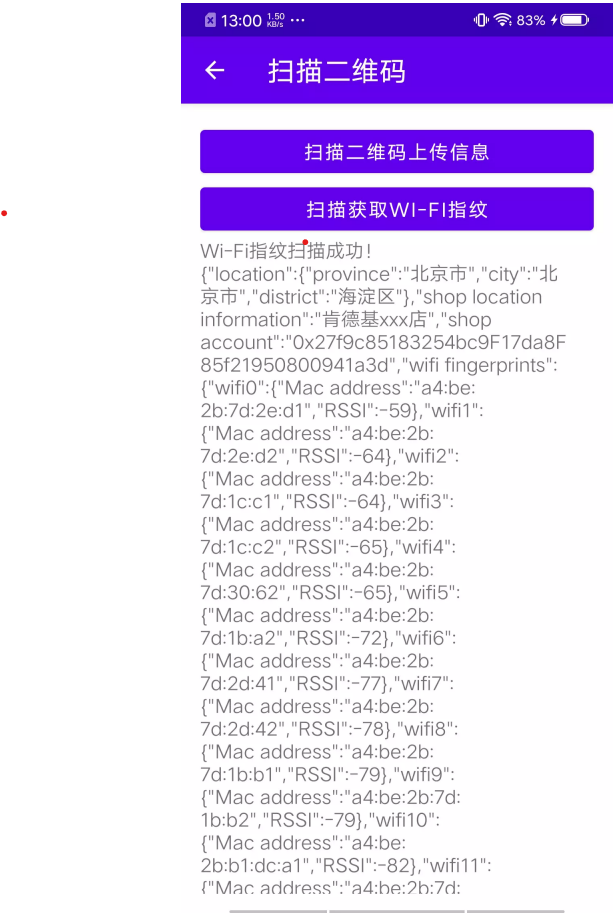 13:00 1.50 KB/s ··· 83%
扫描二维码
扫描二维码上传信息
扫描获取WI-FI指纹
Wi-Fi指纹扫描成功！
{"location":{"province":"北京市","city":"北
京市","district":"海淀区"},"shop location
information":"肯德基xxx店","shop
account":"0x27f9c85183254bc9F17da8F
85f21950800941a3d","wifi fingerprints":
{"wifi0":{"Mac address":"a4:be:
2b:7d:2e:d1","RSSI":-59},"wifi1":
{"Mac address":"a4:be:2b:
7d:2e:d2","RSSI":-64},"wifi2":
{"Mac address":"a4:be:2b:
7d:1c:c1","RSSI":-64},"wifi3":
{"Mac address":"a4:be:2b:
7d:1c:c2","RSSI":-65},"wifi4":
{"Mac address":"a4:be:2b:
7d:30:62","RSSI":-65},"wifi5":
{"Mac address":"a4:be:2b:
7d:1b:a2","RSSI":-72},"wifi6":
{"Mac address":"a4:be:2b:
7d:2d:41","RSSI":-77},"wifi7":
{"Mac address":"a4:be:2b:
7d:2d:42","RSSI":-78},"wifi8":
{"Mac address":"a4:be:2b:
7d:1b:b1","RSSI":-79},"wifi9":
{"Mac address":"a4:be:2b:7d:
1b:b2","RSSI":-79},"wifi10":
{"Mac address":"a4:be:
2b:b1:dc:a1","RSSI":-82},"wifi11":
{"Mac address":"a4:be:2b:7d: